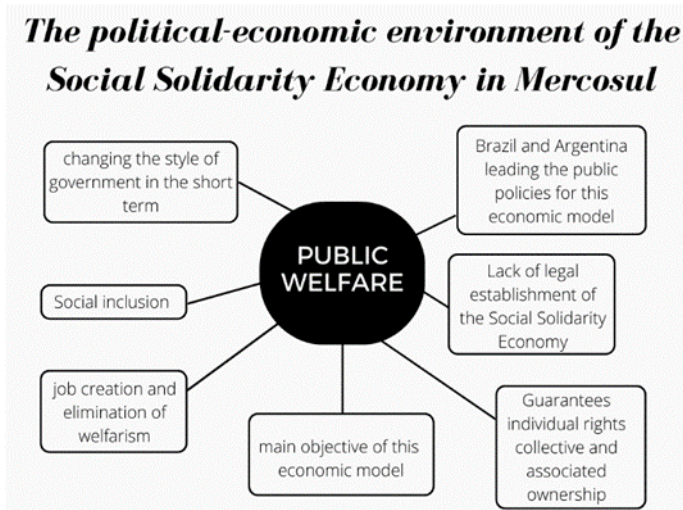 The political-economic environment of the
Social Solidarity Economy in Mercosul
changing the style of
government in the short
term
Brazil and Argentina
leading the public
policies for this
economic model
PUBLIC
WELFARE
Social inclusion
Lack of legal
establishment of
the Social Solidarity
Economy
job creation and
elimination of
welfarism
main objective of this
economic model
Guarantees
individual rights
collective and
associated
ownership